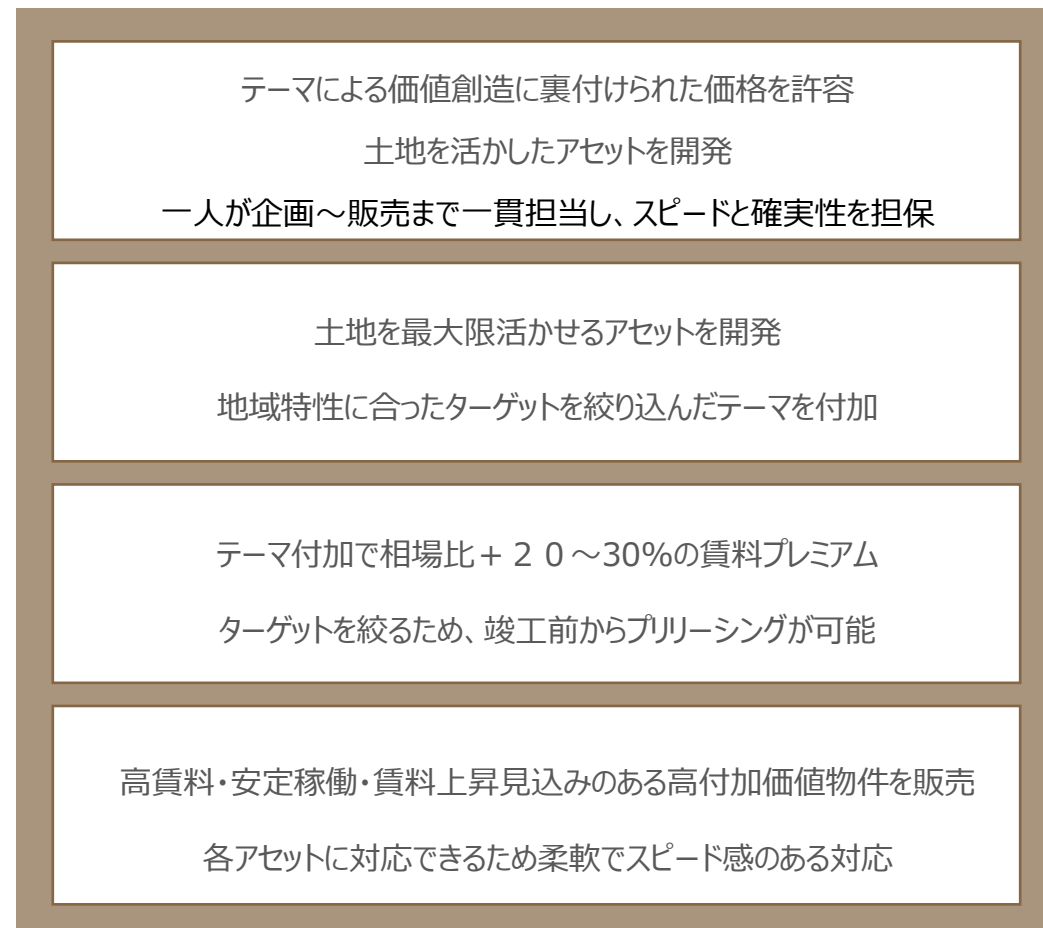 テーマによる価値創造に裏付けられた価格を許容
土地を活かしたアセットを開発
一人が企画～販売まで一貫担当し、スピードと確実性を担保
土地を最大限活かせるアセットを開発
地域特性に合ったターゲットを絞り込んだテーマを付加
テーマ付加で相場比+２０～30%の賃料プレミアム
ターゲットを絞るため、竣工前からプリリーシングが可能
高賃料・安定稼働・賃料上昇見込みのある高付加価値物件を販売
各アセットに対応できるため柔軟でスピード感のある対応